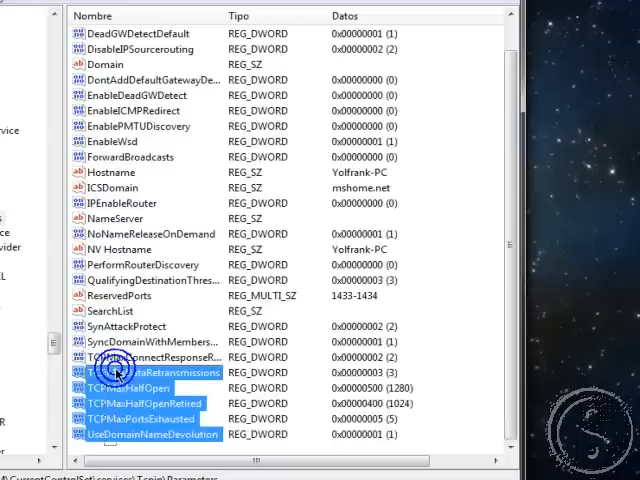 Nombre Tipo Datos
DeadGWDetectDefault REG_DWORD 0x00000001 (1)
DisableIPSourcerouting REG_DWORD 0x00000002 (2)
Domain REG_SZ
DontAddDefaultGatewayDe... REG_DWORD 0x00000000 (0)
EnableDeadGWDetect REG_DWORD 0x00000000 (0)
EnableICMPRedirect REG_DWORD 0x00000000 (0)
EnablePMTUDiscovery REG_DWORD 0x00000000 (0)
EnableWsd REG_DWORD 0x00000001 (1)
ForwardBroadcasts REG_DWORD 0x00000000 (0)
Hostname REG_SZ Yolfrank-PC
ICSDomain REG_SZ mshome.net
IPEnableRouter REG_DWORD 0x00000000 (0)
NameServer REG_SZ
NoNameReleaseOnDemand REG_DWORD 0x00000001 (1)
NV Hostname REG_SZ Yolfrank-PC
PerformRouterDiscovery REG_DWORD 0x00000000 (0)
QualifyingDestinationThres... REG_DWORD 0x00000003 (3)
ReservedPorts REG_MULTI_SZ 1433-1434
SearchList REG_SZ
SynAttackProtect REG_DWORD 0x00000002 (2)
SyncDomainWithMembers... REG_DWORD 0x00000001 (1)
TCPMaxConnectResponseR... REG_DWORD 0x00000002 (2)
REG_DWORD 0x00000003 (3)
TCPMaxHalfOpen REG_DWORD 0x00000500 (1280)
TCPMaxHalfOpenRetired REG_DWORD 0x00000400 (1024)
TCPMaxPortsExhausted REG_DWORD 0x00000005 (5)
UseDomainNameDevolution REG_DWORD 0x00000001 (1)